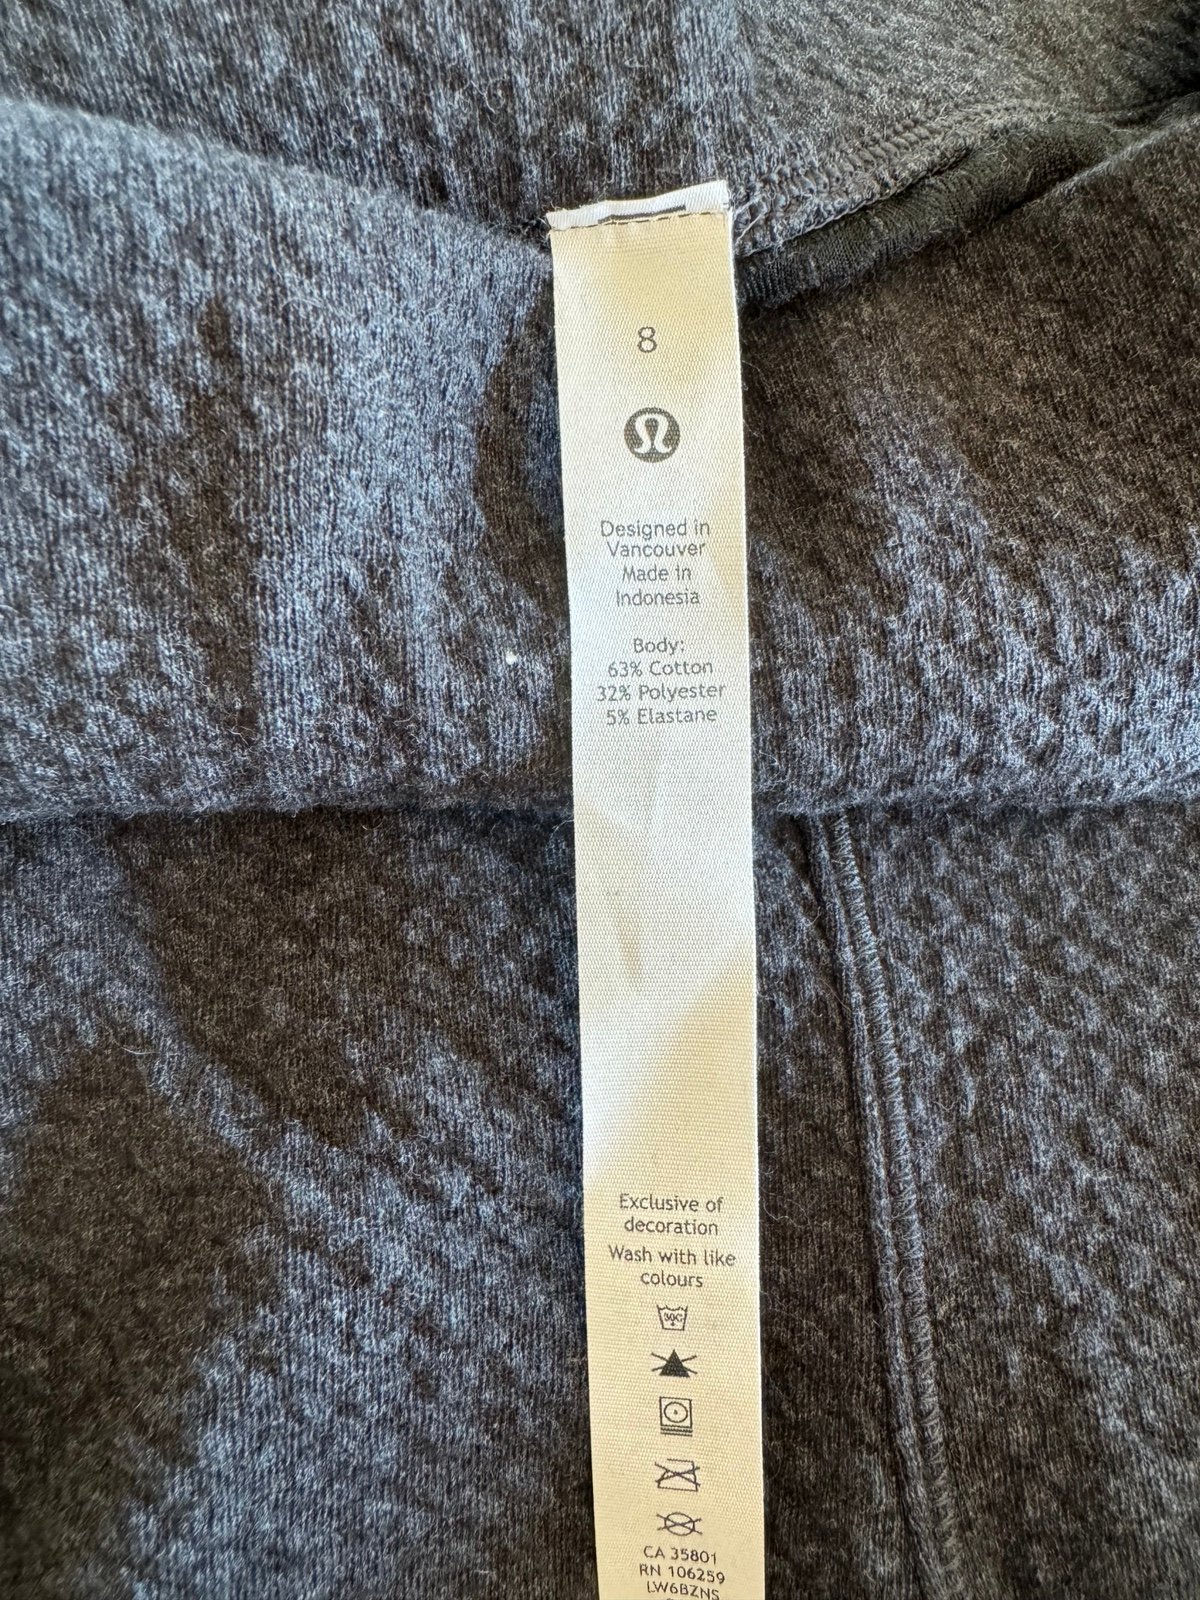 8
Designed in
Vancouver
Made in
Indonesia
Body:
63% Cotton
32% Polyester
5% Elastane
Exclusive of
decoration
Wash with like
colours
30C
CA 35801
RN 106259
LW6BZNS